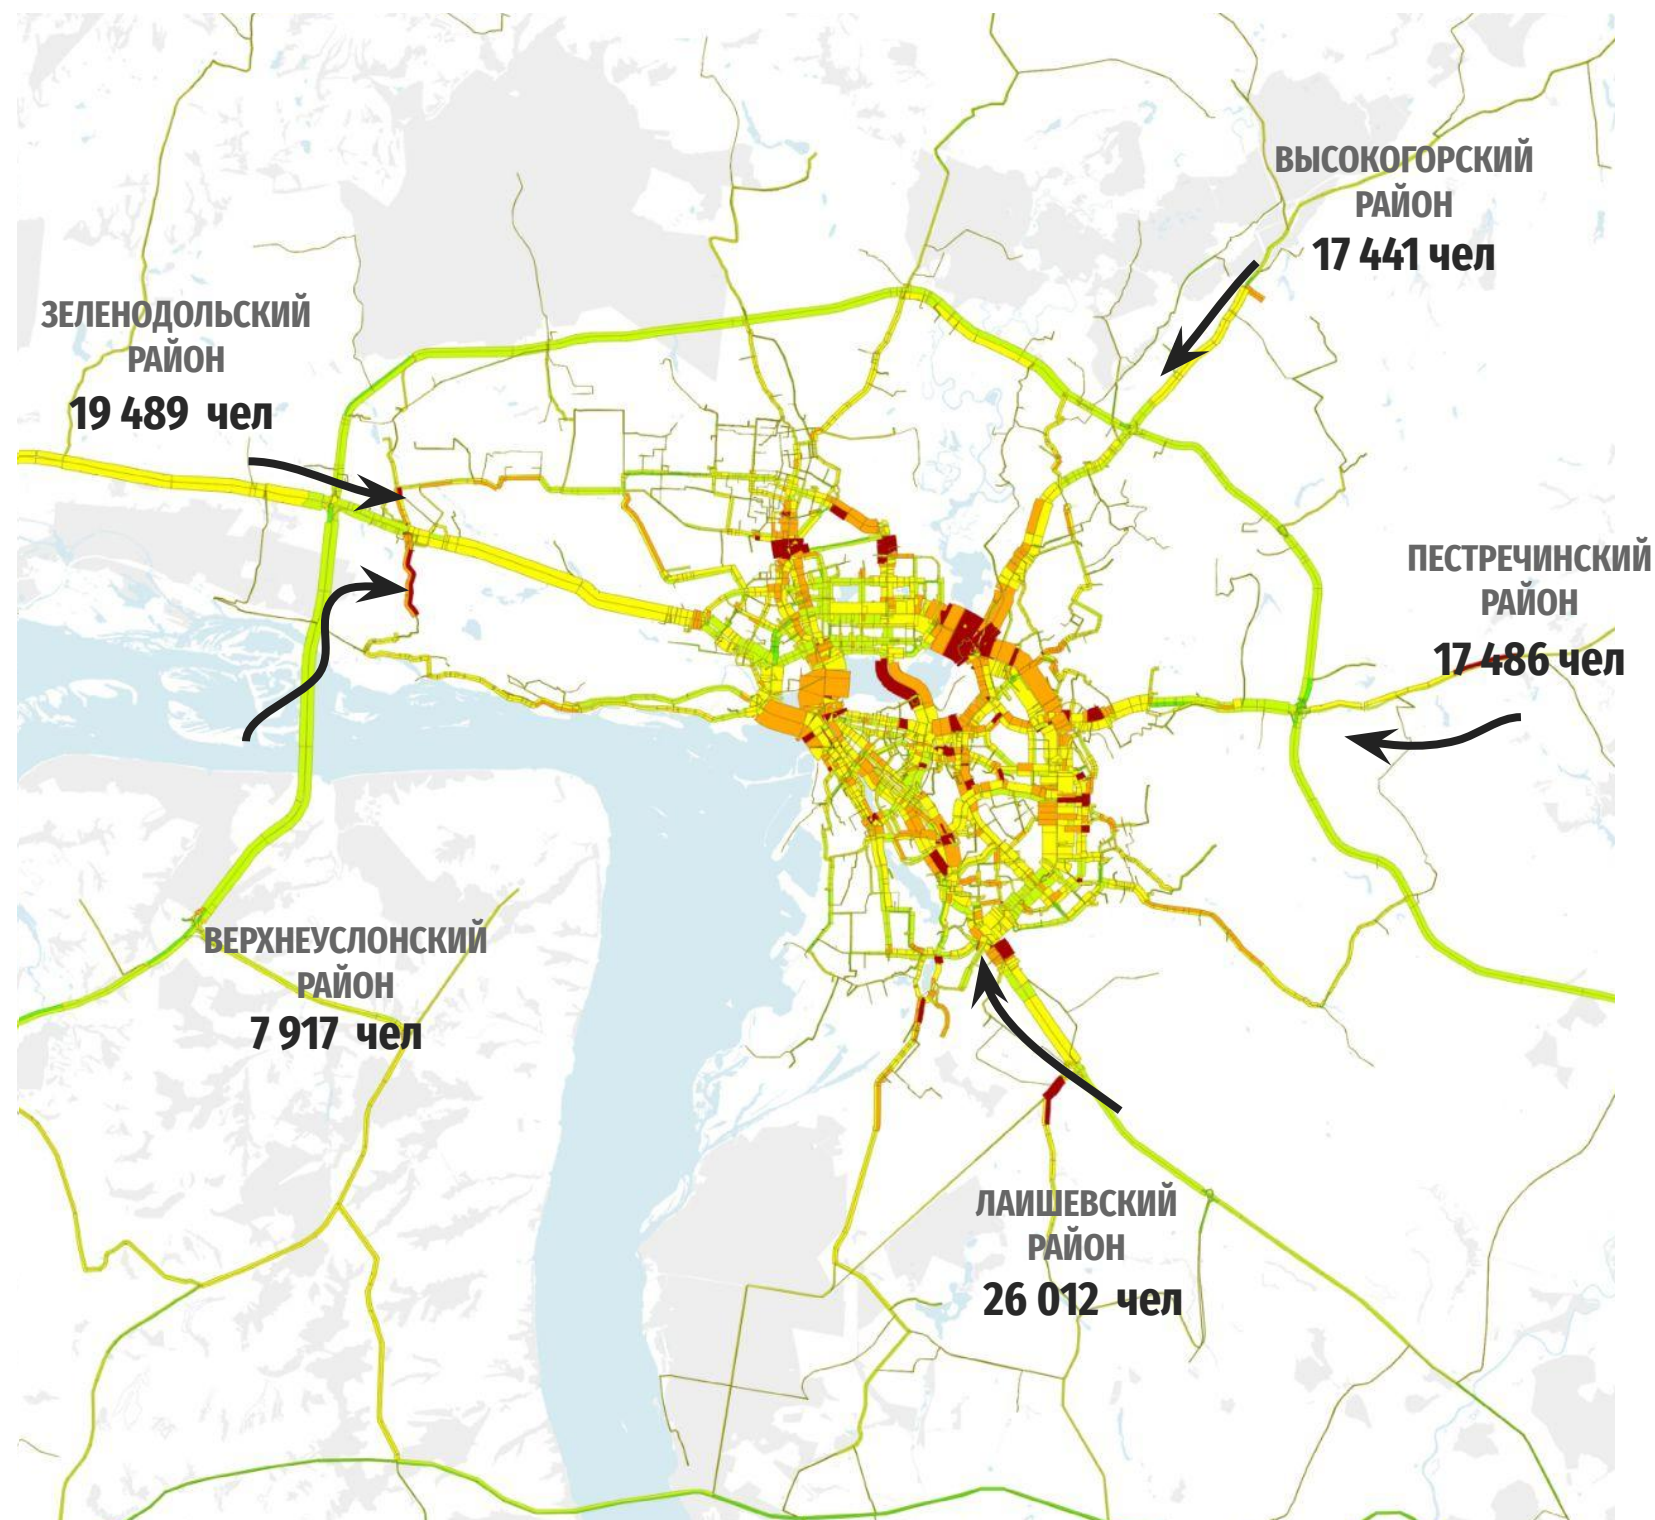 ВЫСОКОГОРСКИЙ
РАЙОН
17 441 чел
ЗЕЛЕНОДОЛЬСКИЙ
РАЙОН
19 489 чел
ПЕСТРЕЧИНСКИЙ
РАЙОН
17 486 чел
ВЕРХНЕУСЛОНСКИЙ
РАЙОН
7 917 чел
ЛАИШЕВСКИЙ
РАЙОН
26 012 чел